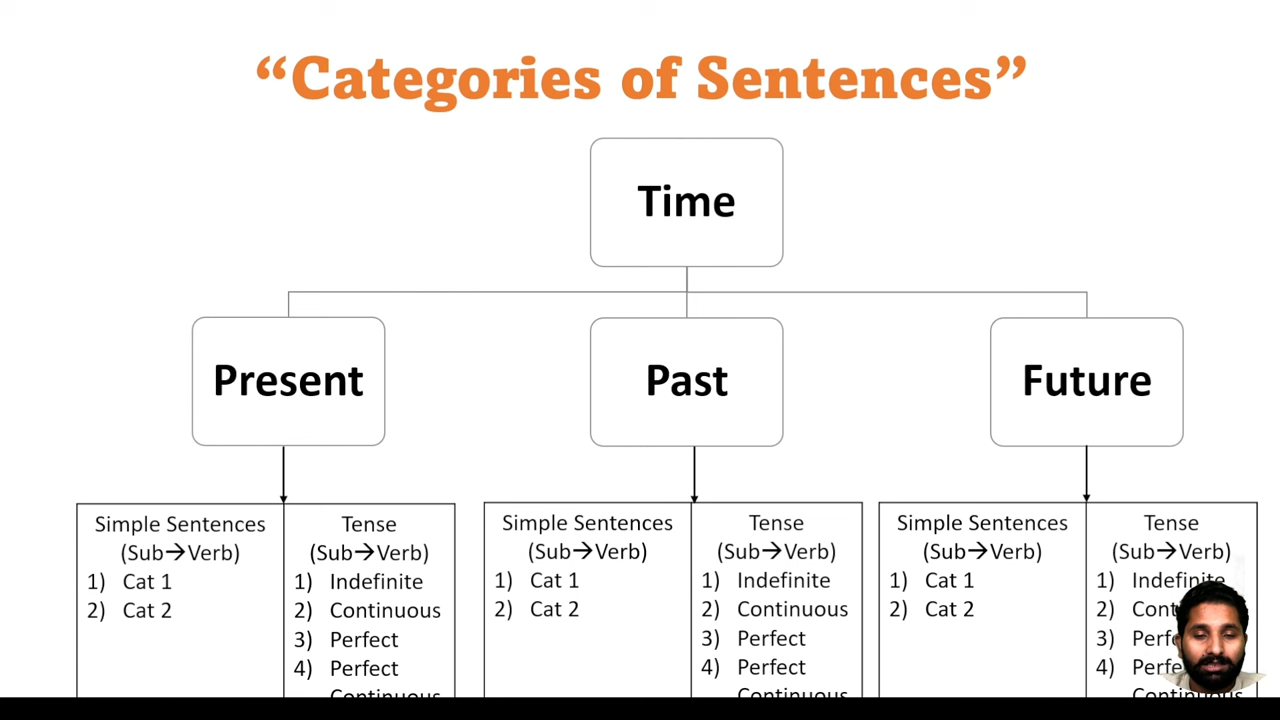 “Categories of Sentences”
Time
Present
Past
Future
Simple Sentences
(Sub→Verb)
1) Cat 1
2) Cat 2
Tense
(Sub→Verb)
1) Indefinite
2) Continuous
3) Perfect
4) Perfect
Continuous
Simple Sentences
(Sub→Verb)
1) Cat 1
2) Cat 2
Tense
(Sub→Verb)
1) Indefinite
2) Continuous
3) Perfect
4) Perfect
Continuous
Simple Sentences
(Sub→Verb)
1) Cat 1
2) Cat 2
Tense
(Sub→Verb)
1) Indefinite
2)
3)
4)
Continuous